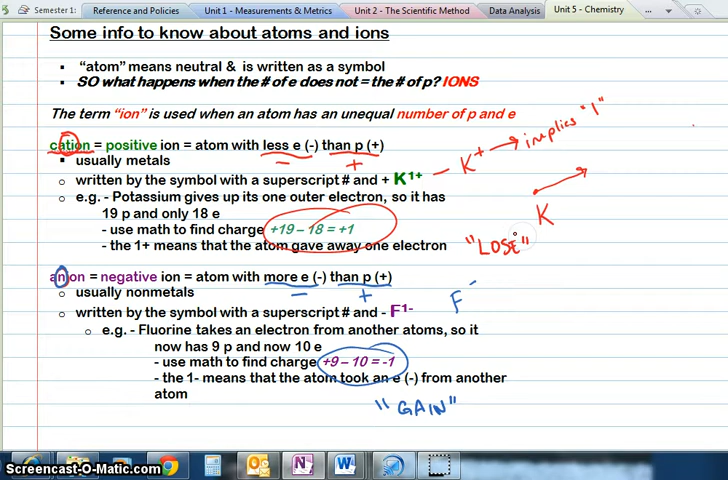 Semester 1:
Reference and Policies
Unit 1 - Measurements & Metrics
Unit 2 - The Scientific Method
Data Analysis
Unit 5 - Chemistry
...
Some info to know about atoms and ions
▪ “atom” means neutral & is written as a symbol
▪ SO what happens when the # of e does not = the # of p? IONS
The term “ion” is used when an atom has an unequal number of p and e
cation = positive ion = atom with less e (-) than p (+)
− +
▪ usually metals
o written by the symbol with a superscript # and + K1+
— K+ → implies "1"
o e.g. - Potassium gives up its one outer electron, so it has
19 p and only 18 e
- use math to find charge +19 – 18 = +1
- the 1+ means that the atom gave away one electron
K
"LOSE"
anion = negative ion = atom with more e (-) than p (+)
− +
o usually nonmetals
o written by the symbol with a superscript # and - F1-
F-
o e.g. - Fluorine takes an electron from another atoms, so it
now has 9 p and now 10 e
- use math to find charge +9 – 10 = -1
- the 1- means that the atom took an e (-) from another
atom
"GAIN"
Screencast-O-Matic.com